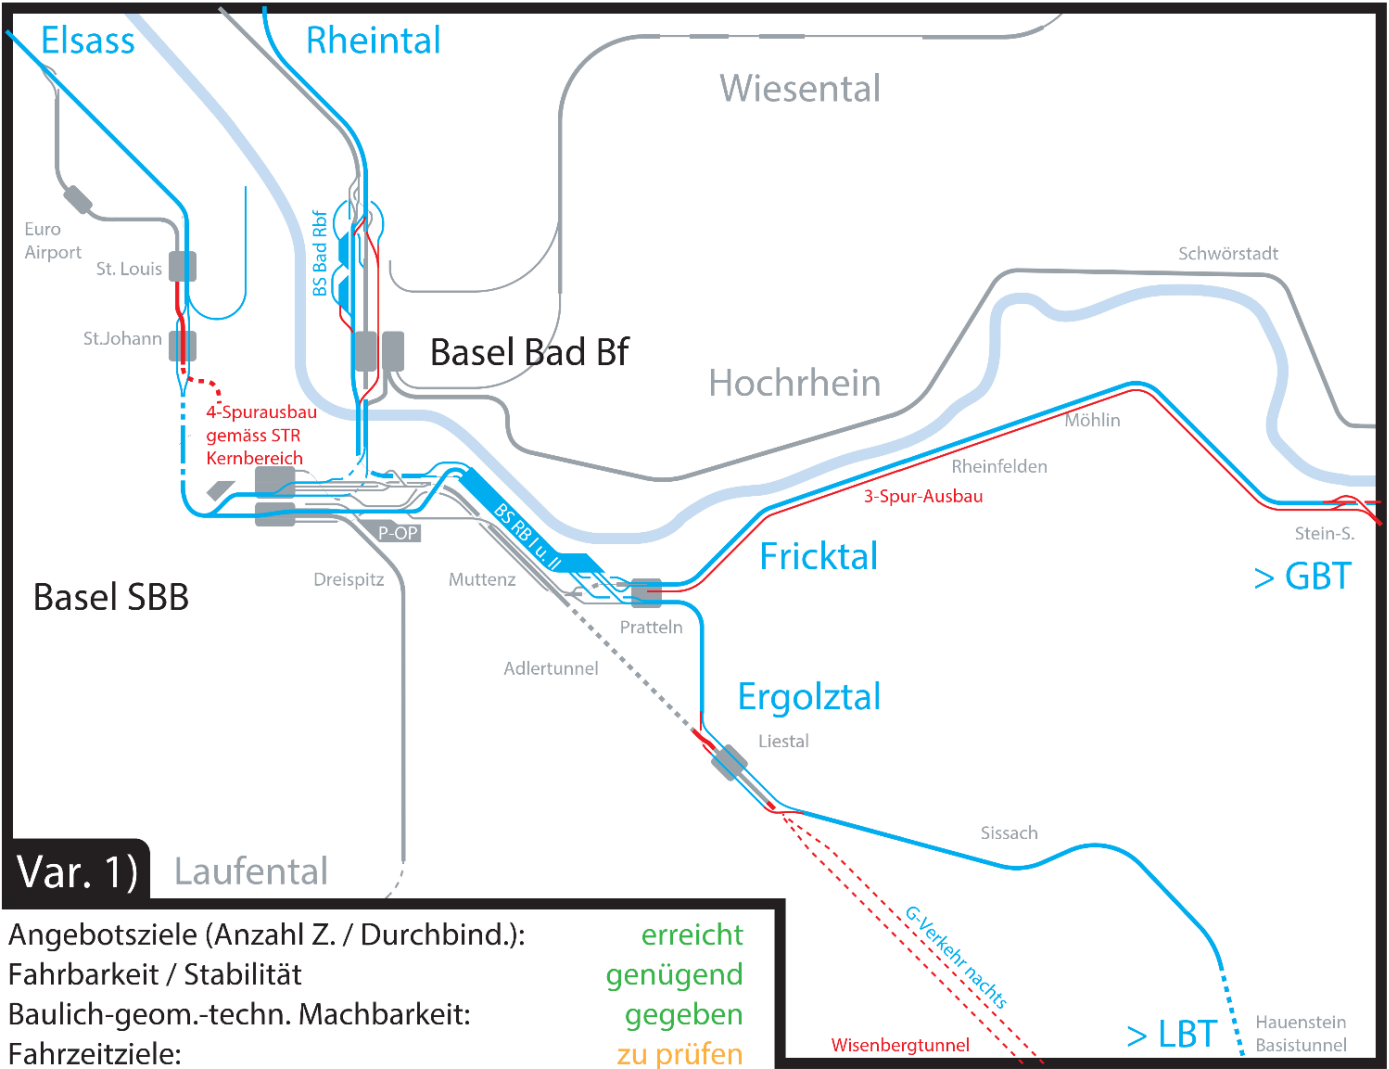 Elsass
Rheintal
Wiesental
Euro
Airport
St. Louis
BS Bad Rbf
Schwörstadt
St.Johann
Basel Bad Bf
Hochrhein
4-Spurausbau
gemäss STR
Kernbereich
Möhlin
Rheinfelden
3-Spur-Ausbau
P-OP
BS RB I u. II
Stein-S.
Fricktal
> GBT
Dreispitz
Muttenz
Basel SBB
Pratteln
Adlertunnel
Ergolztal
Liestal
Sissach
Var. 1)
Laufental
G-Verkehr nachts
Wisenbergtunnel
> LBT
Hauenstein
Basistunnel
Angebotsziele (Anzahl Z. / Durchbind.): erreicht
Fahrbarkeit / Stabilität genügend
Baulich-geom.-techn. Machbarkeit: gegeben
Fahrzeitziele: zu prüfen